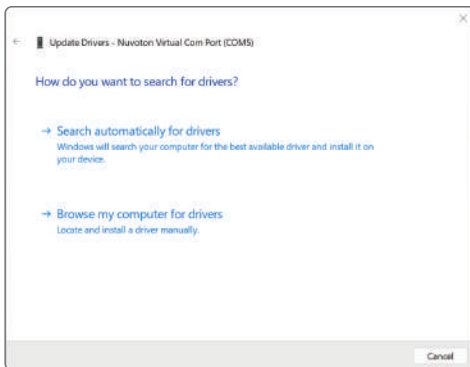 Update Drivers - Nuvoton Virtual Com Port (COM5)
How do you want to search for drivers?
→ Search automatically for drivers
Windows will search your computer for the best available driver and install it on
your device.
→ Browse my computer for drivers
Locate and install a driver manually.
Cancel